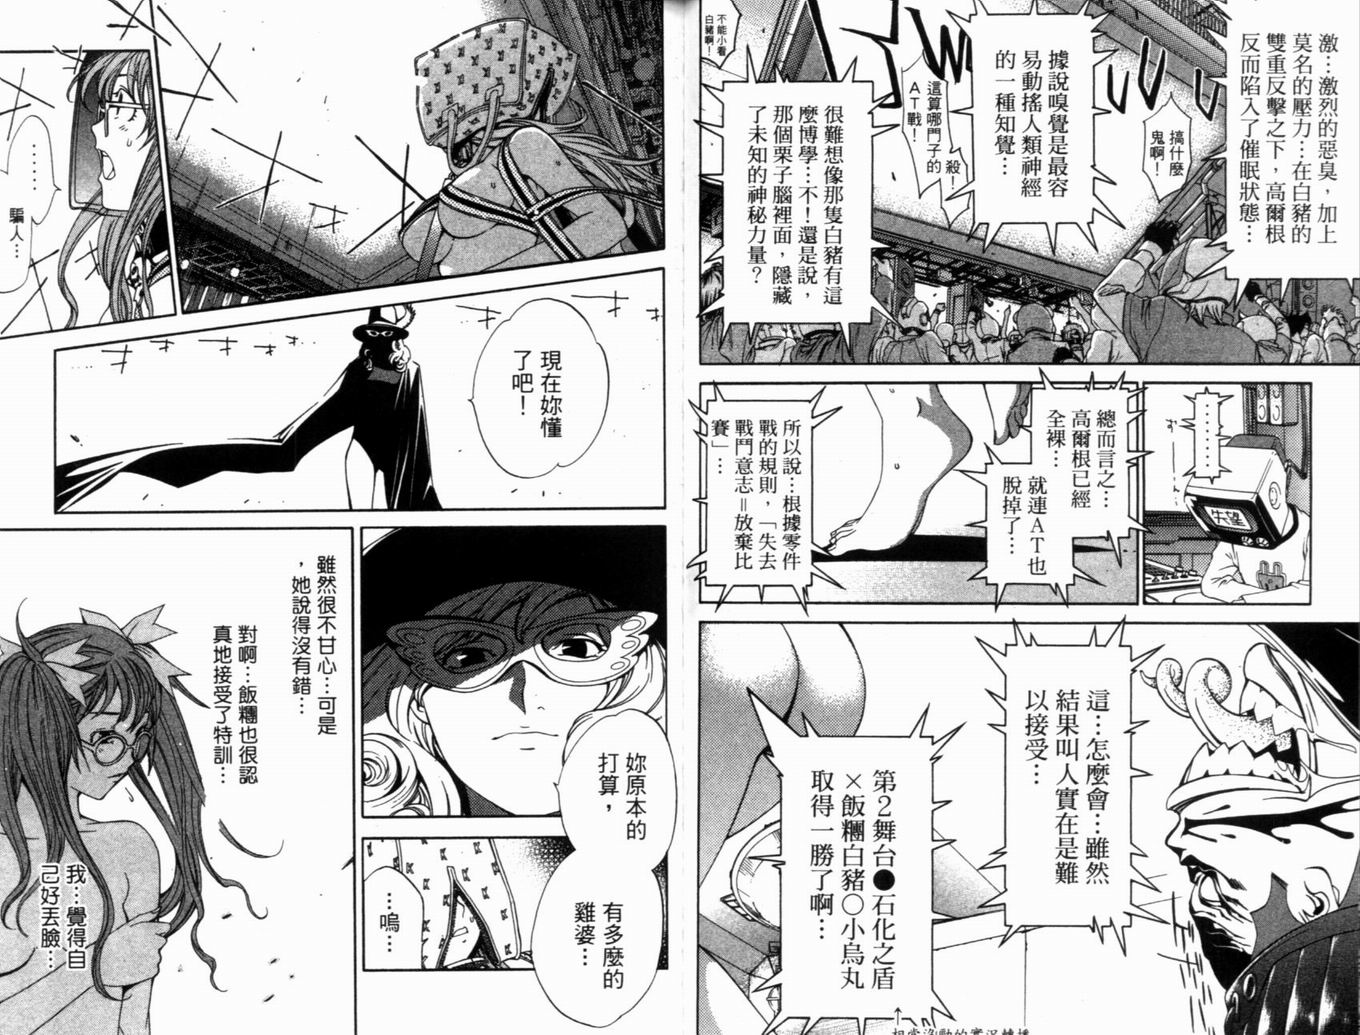 激…激烈的惡臭，加上
莫名的壓力…在白豬的
雙重反擊之下，高爾根
反而陷入了催眠狀態…
搞什麼
鬼啊！
據說嗅覺是最容
易動搖人類神經
的一種知覺…
殺！
這算哪門子的
AT戰！
不能小看
白豬啊！
很難想像那隻白豬有這
麼博學…不！還是說，
那個栗子腦裡面，隱藏
了未知的神秘力量？
………
失望
總而言之…
高爾根已經
全裸…
就連AT也
脫掉了…
所以說…根據零件
戰的規則，「失去
戰鬥意志＝放棄比
賽」…
這…怎麼會…雖然
結果叫人實在是難
以接受…
第2舞台●石化之盾
×飯糰白豬○小烏丸
取得一勝了啊…
……
騙人…
現在妳懂
了吧！
妳原本的
打算，
有多麼的
雞婆…
…嗚…
雖然很不甘心…可是
，她說得沒有錯…
對啊…飯糰也很認
真地接受了特訓…
我…覺得自
己好丟臉…